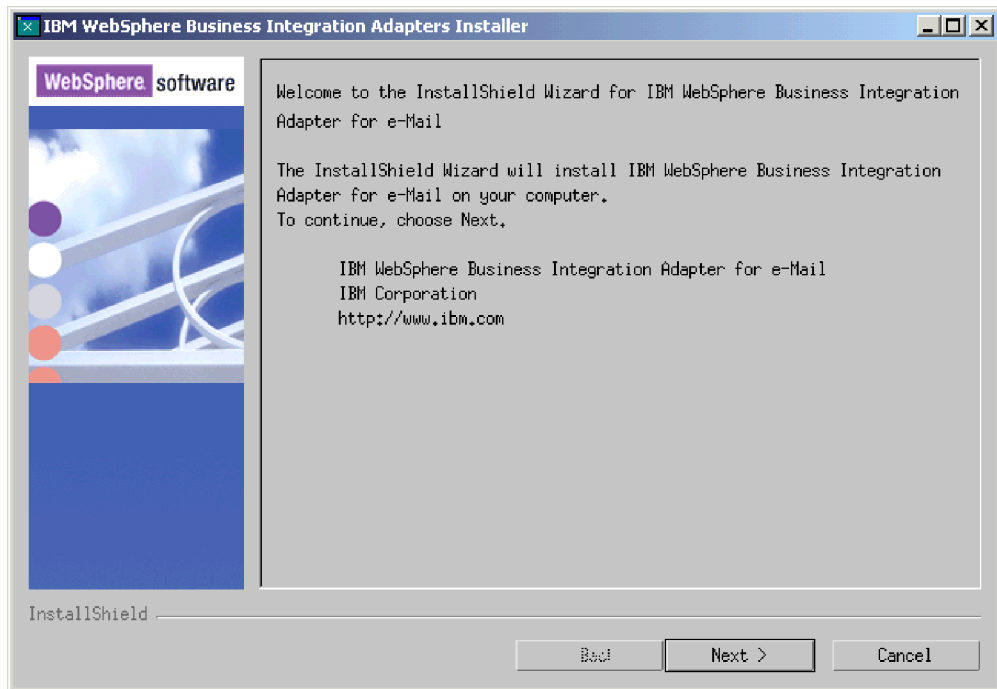 IBM WebSphere Business Integration Adapters Installer
WebSphere software
Welcome to the InstallShield Wizard for IBM WebSphere Business Integration
Adapter for e-Mail
The InstallShield Wizard will install IBM WebSphere Business Integration
Adapter for e-Mail on your computer.
To continue, choose Next.
IBM WebSphere Business Integration Adapter for e-Mail
IBM Corporation
http://www.ibm.com
InstallShield
Back
Next >
Cancel